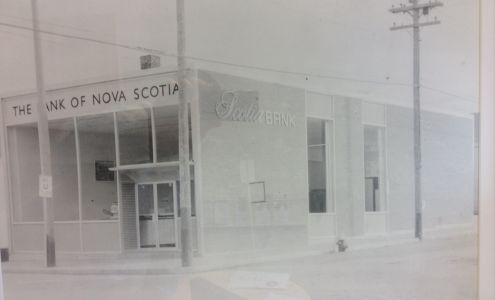 THE BANK OF NOVA SCOTIA
Scotia BANK